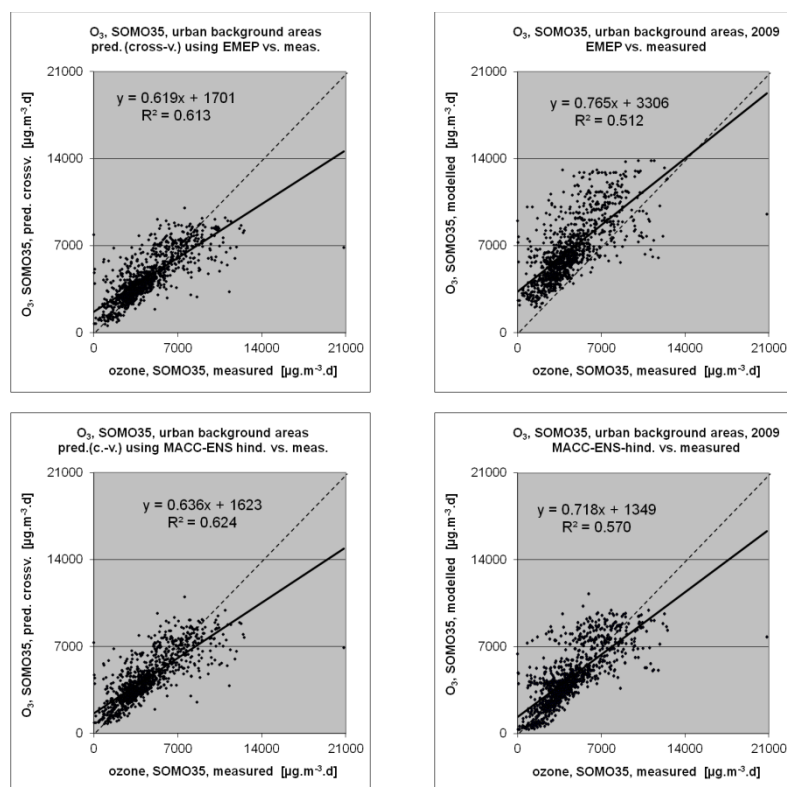 O₃, SOMO35, urban background areas
pred.(cross-v.) using EMEP vs. meas.
21000
14000
7000
0
O₃, SOMO35, pred. crossv. [µg.m⁻³.d]
y = 0.619x + 1701
R² = 0.613
0 7000 14000 21000
ozone, SOMO35, measured [µg.m⁻³.d]
O₃, SOMO35, urban background areas, 2009
EMEP vs. measured
21000
14000
7000
0
O₃, SOMO35, modelled [µg.m⁻³.d]
y = 0.765x + 3306
R² = 0.512
0 7000 14000 21000
ozone, SOMO35, measured [µg.m⁻³.d]
O₃, SOMO35, urban background areas
pred.(c.-v.) using MACC-ENS hind. vs. meas.
21000
14000
7000
0
O₃, SOMO35, pred. crossv. [µg.m⁻³.d]
y = 0.636x + 1623
R² = 0.624
0 7000 14000 21000
ozone, SOMO35, measured [µg.m⁻³.d]
O₃, SOMO35, urban background areas, 2009
MACC-ENS-hind. vs. measured
21000
14000
7000
0
O₃, SOMO35, modelled [µg.m⁻³.d]
y = 0.718x + 1349
R² = 0.570
0 7000 14000 21000
ozone, SOMO35, measured [µg.m⁻³.d]